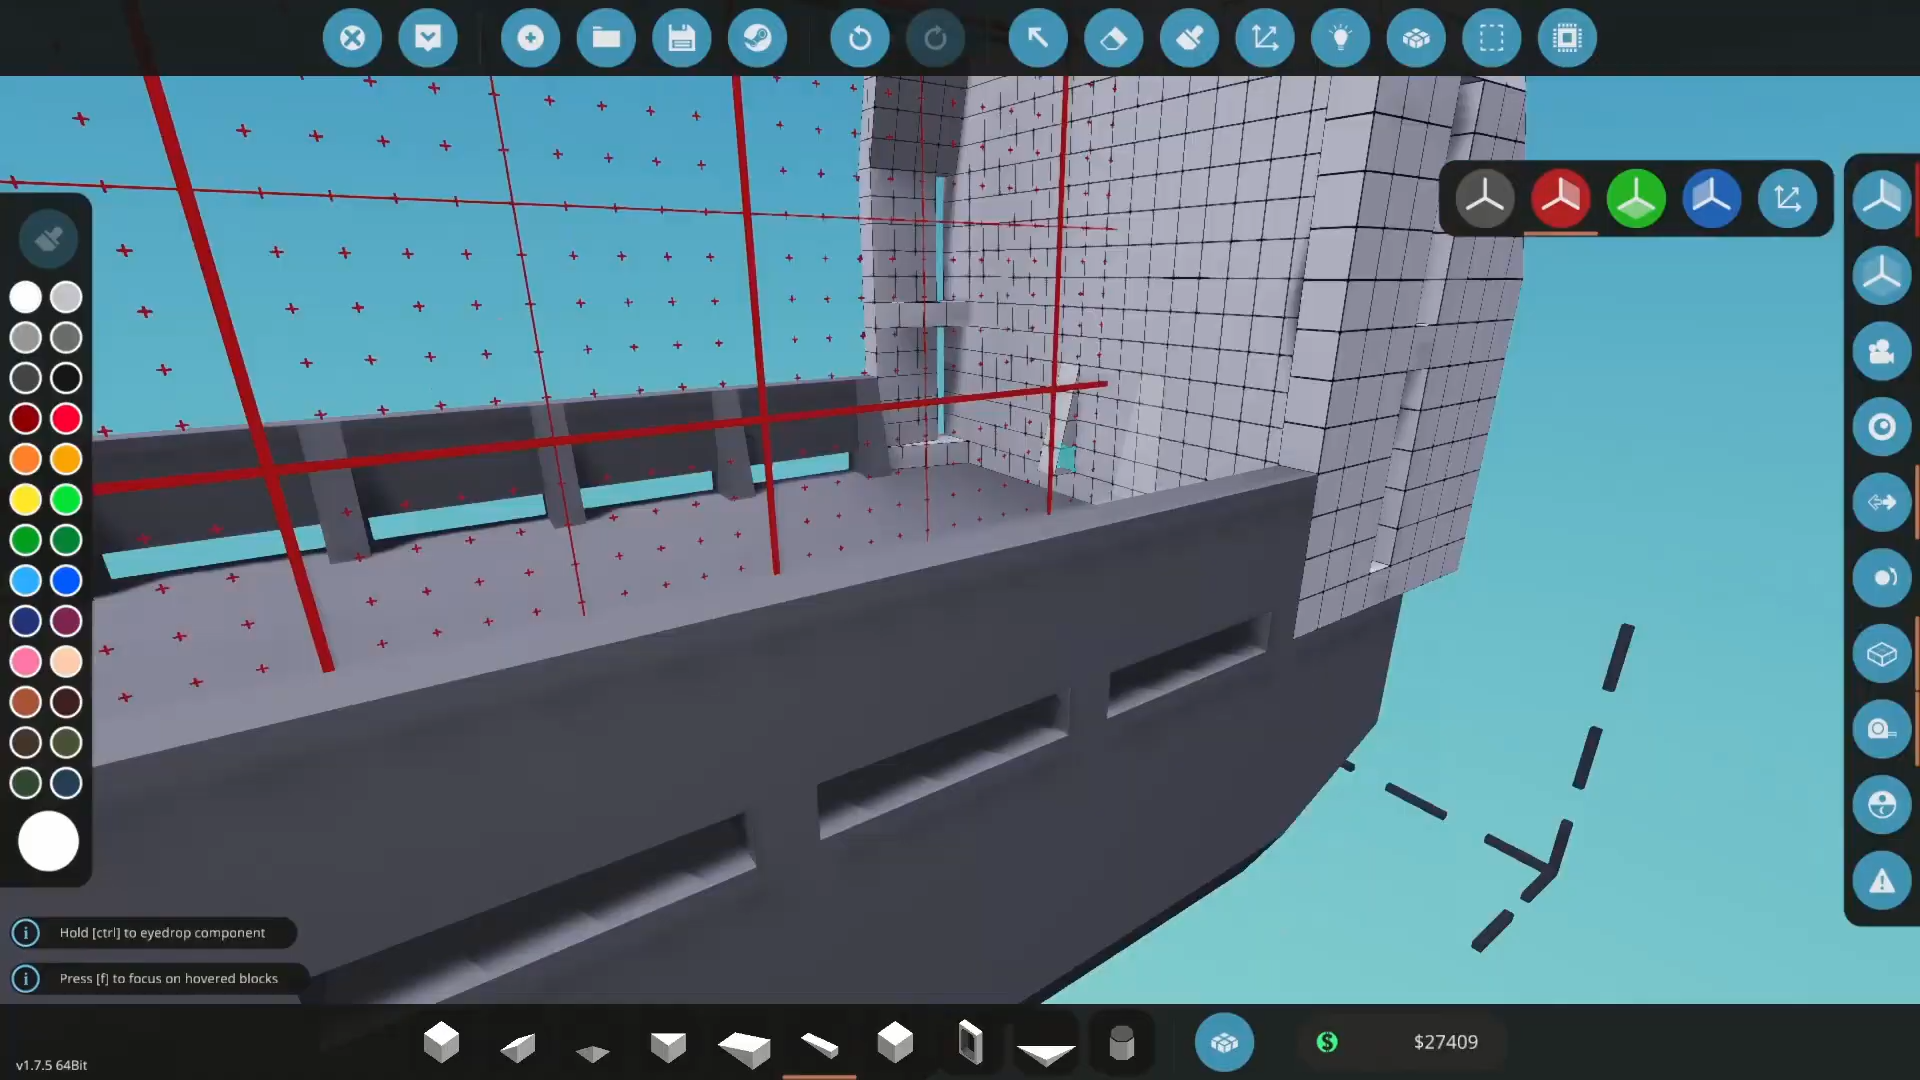 Hold [ctrl] to eyedrop component
Press [f] to focus on hovered blocks
$27409
v1.7.5 64Bit